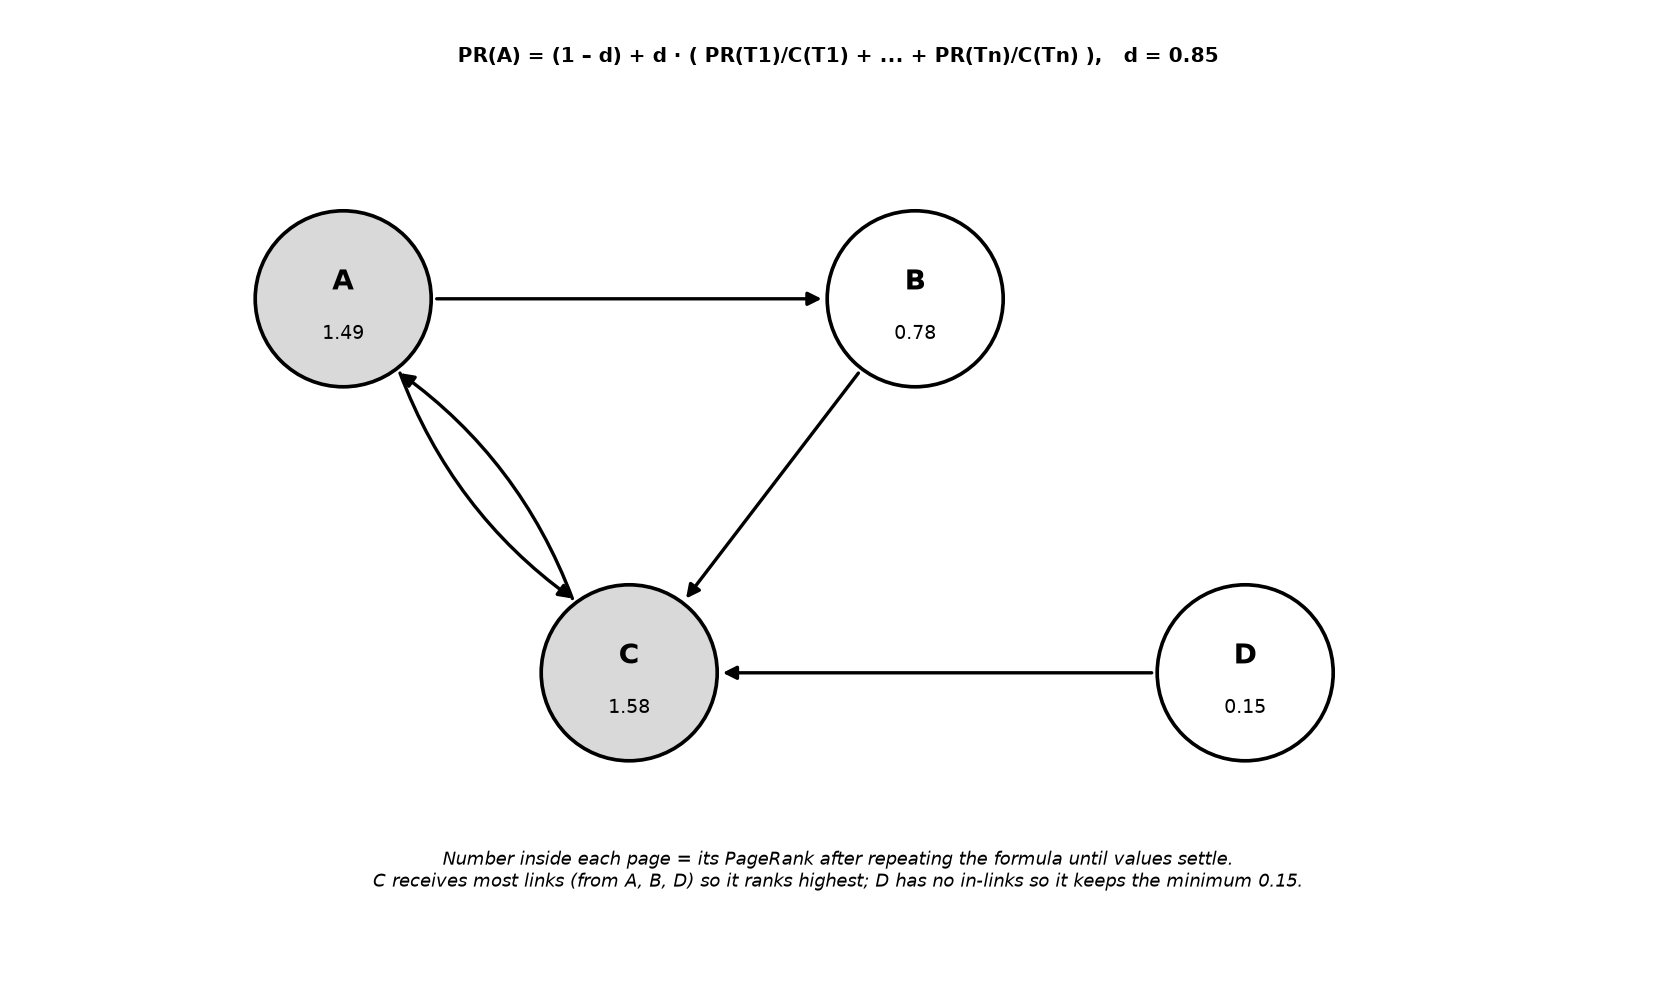 PR(A) = (1 – d) + d · ( PR(T1)/C(T1) + ... + PR(Tn)/C(Tn) ),   d = 0.85
A
1.49
B
0.78
C
1.58
D
0.15
Number inside each page = its PageRank after repeating the formula until values settle.
C receives most links (from A, B, D) so it ranks highest; D has no in-links so it keeps the minimum 0.15.